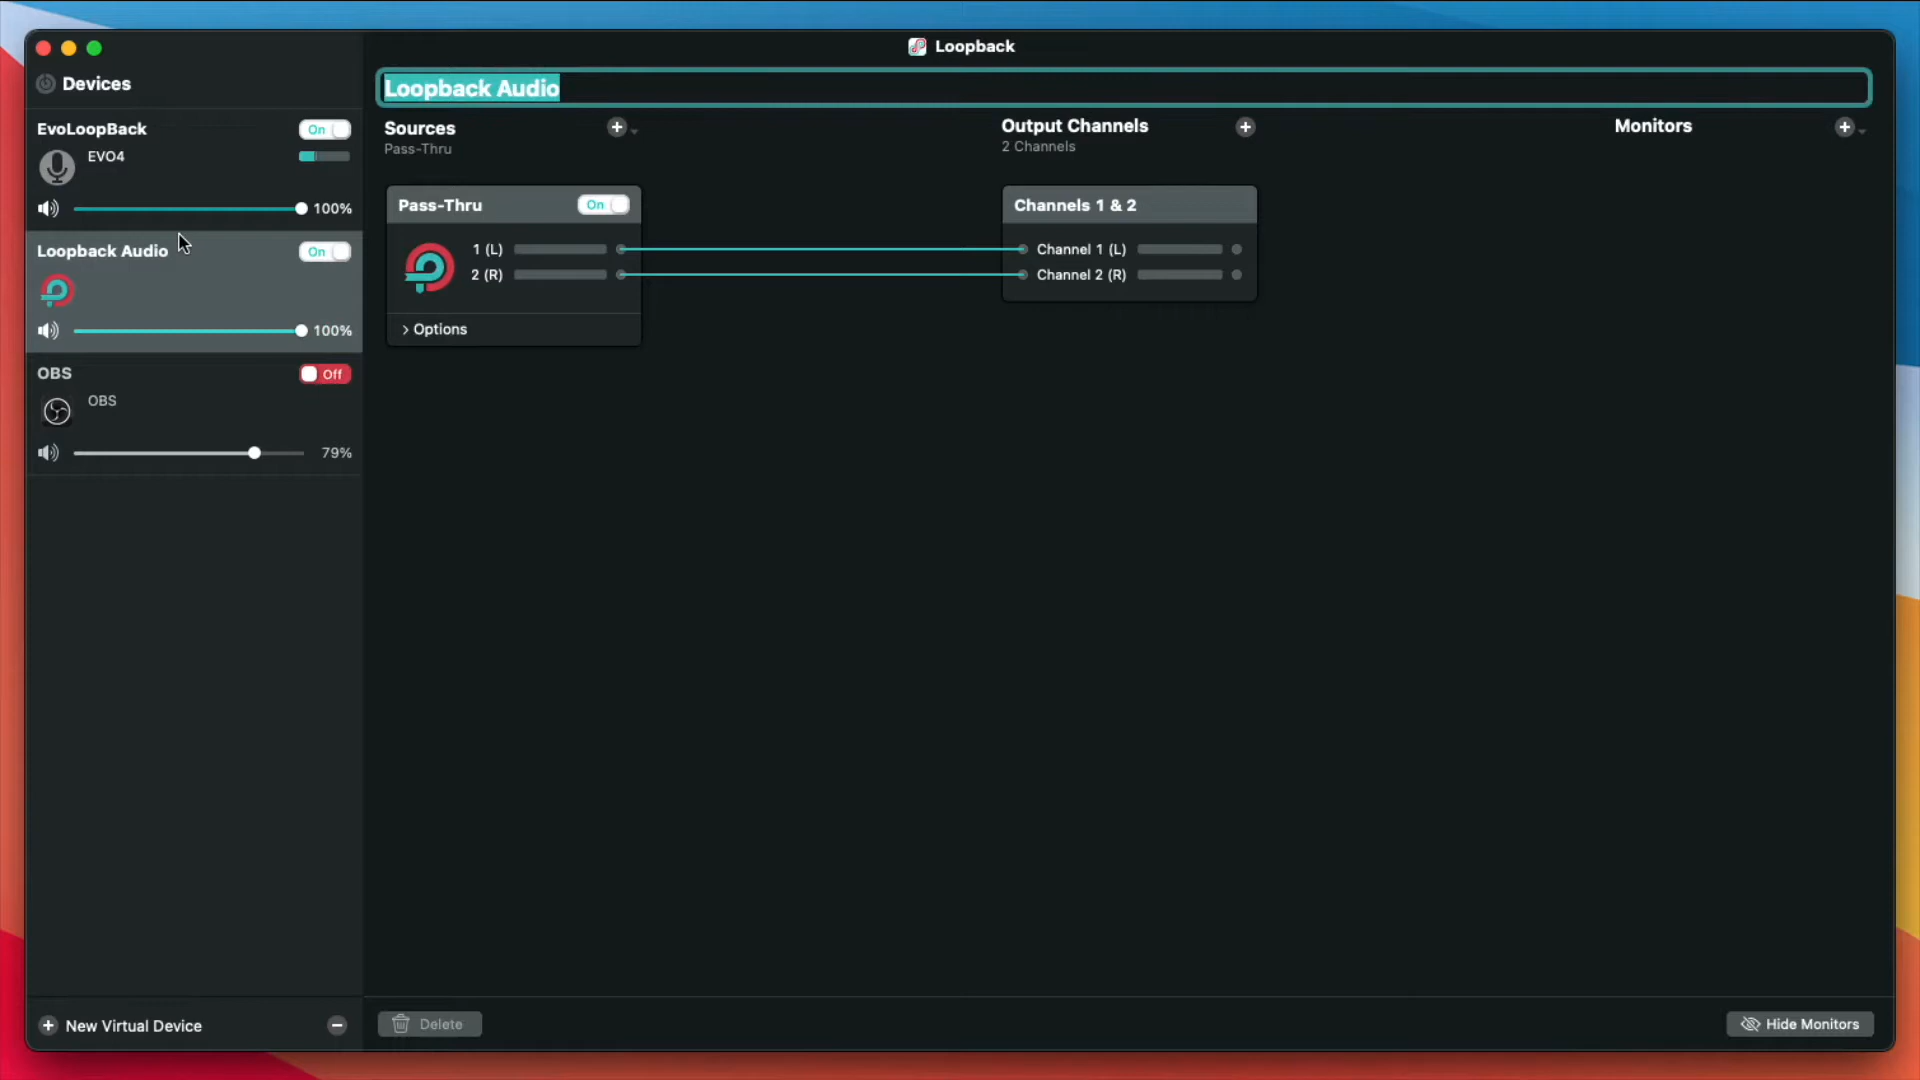 Loopback
Devices
Loopback Audio
EvoLoopBack
On
EVO4
100%
Loopback Audio
On
100%
OBS
Off
OBS
79%
Sources
Pass-Thru
Output Channels
2 Channels
Monitors
Pass-Thru
On
1 (L)
2 (R)
Options
Channels 1 & 2
Channel 1 (L)
Channel 2 (R)
New Virtual Device
Delete
Hide Monitors